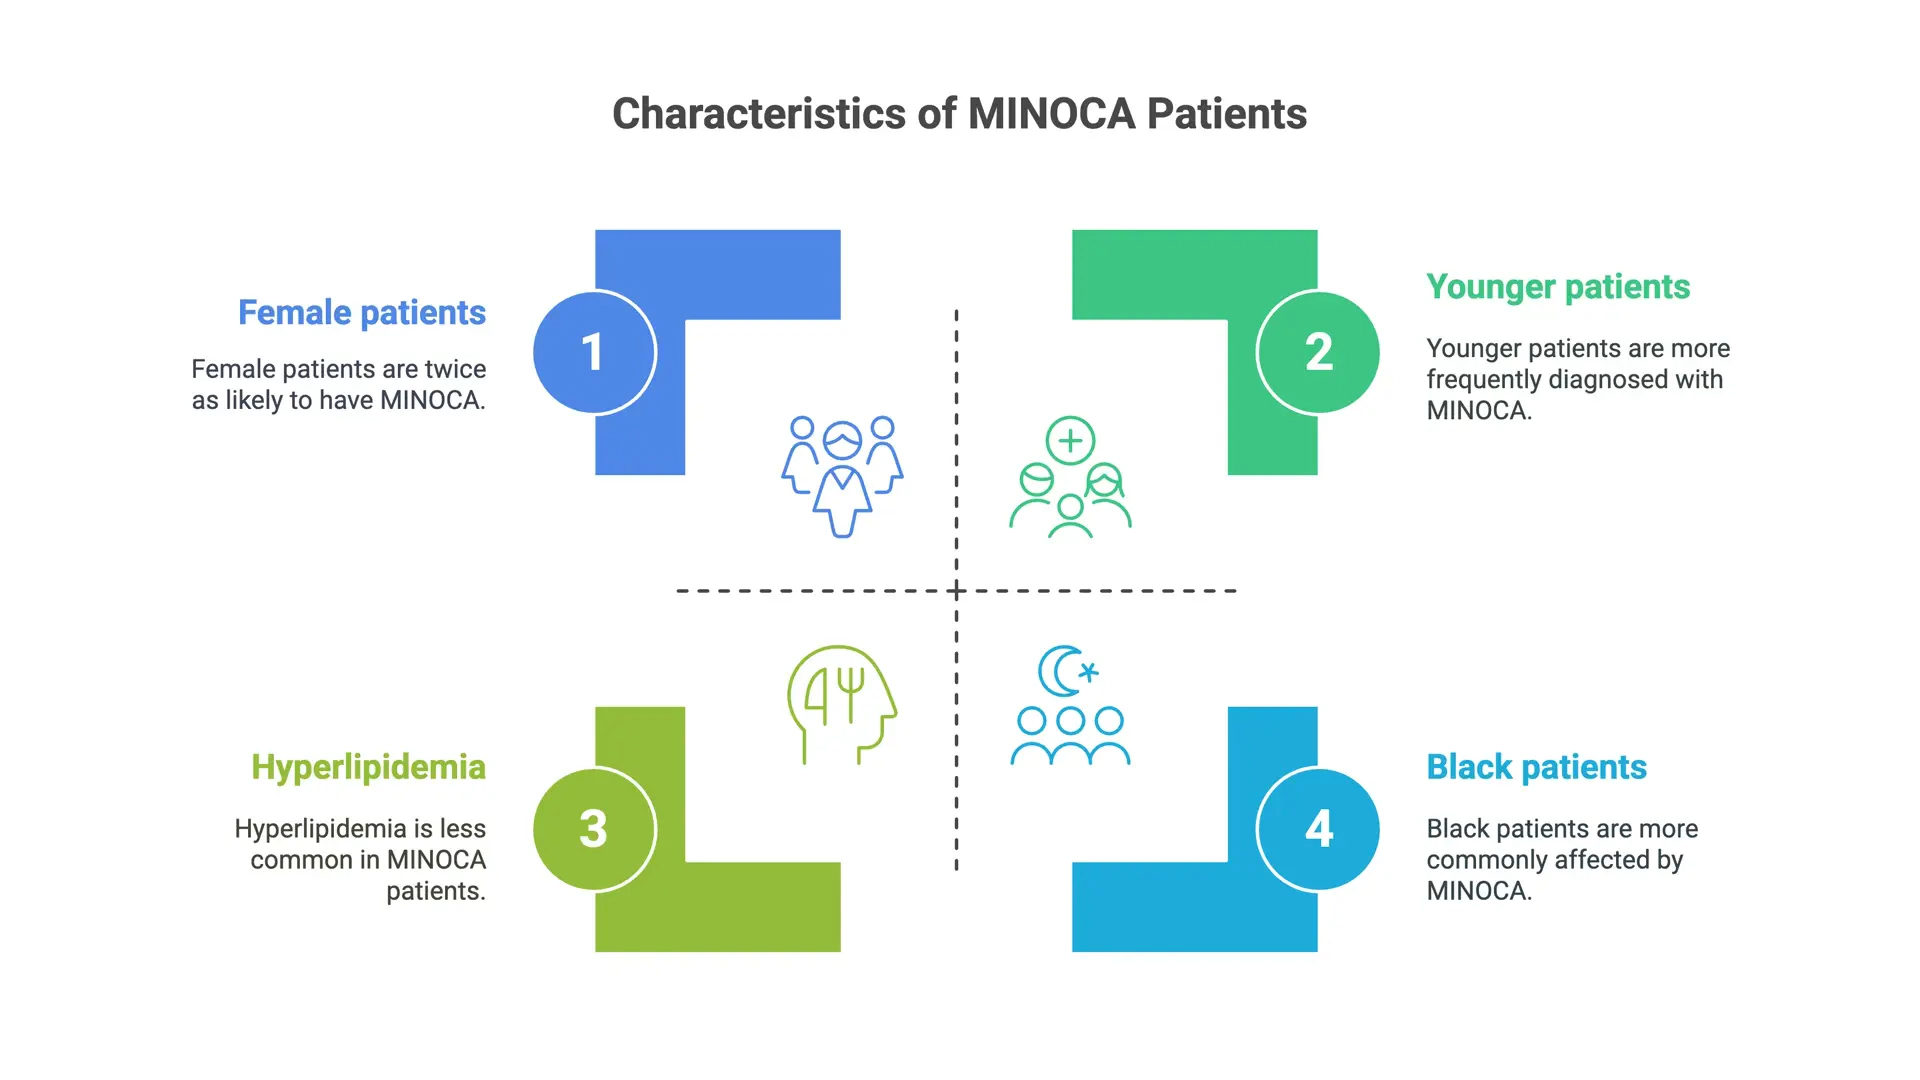 Characteristics of MINOCA Patients
1
Female patients
Female patients are twice
as likely to have MINOCA.
2
Younger patients
Younger patients are more
frequently diagnosed with
MINOCA.
3
Hyperlipidemia
Hyperlipidemia is less
common in MINOCA
patients.
4
Black patients
Black patients are more
commonly affected by
MINOCA.